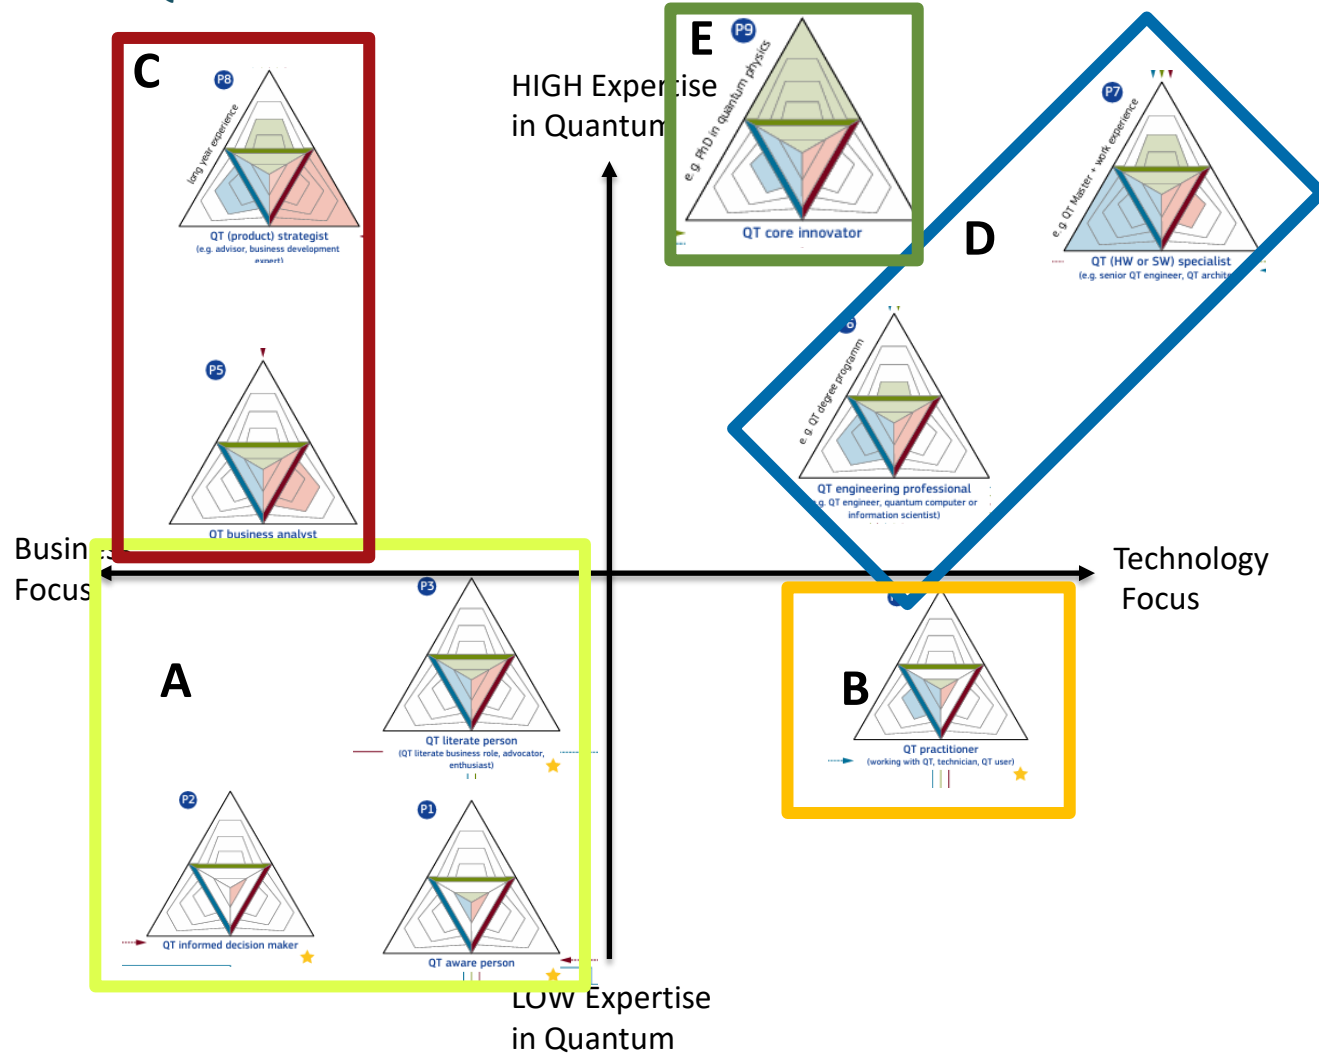 C
P8
long year experience
QT (product) strategist
(e.g. advisor, business development
expert)
P5
QT business analyst
HIGH Expertise
in Quantum
E
P9
e. g. PhD in quantum physics
QT core innovator
D
P7
e. g. QT Master + work experience
QT (HW or SW) specialist
(e.g. senior QT engineer, QT archite
e. g. QT degree programm
QT engineering professional
e.g. QT engineer, quantum computer or
information scientist)
Business
Focus
Technology
Focus
A
P3
QT literate person
(QT literate business role, advocator,
enthusiast)
P2
QT informed decision maker
P1
QT aware person
B
QT practitioner
(working with QT, technician, QT user)
LOW Expertise
in Quantum